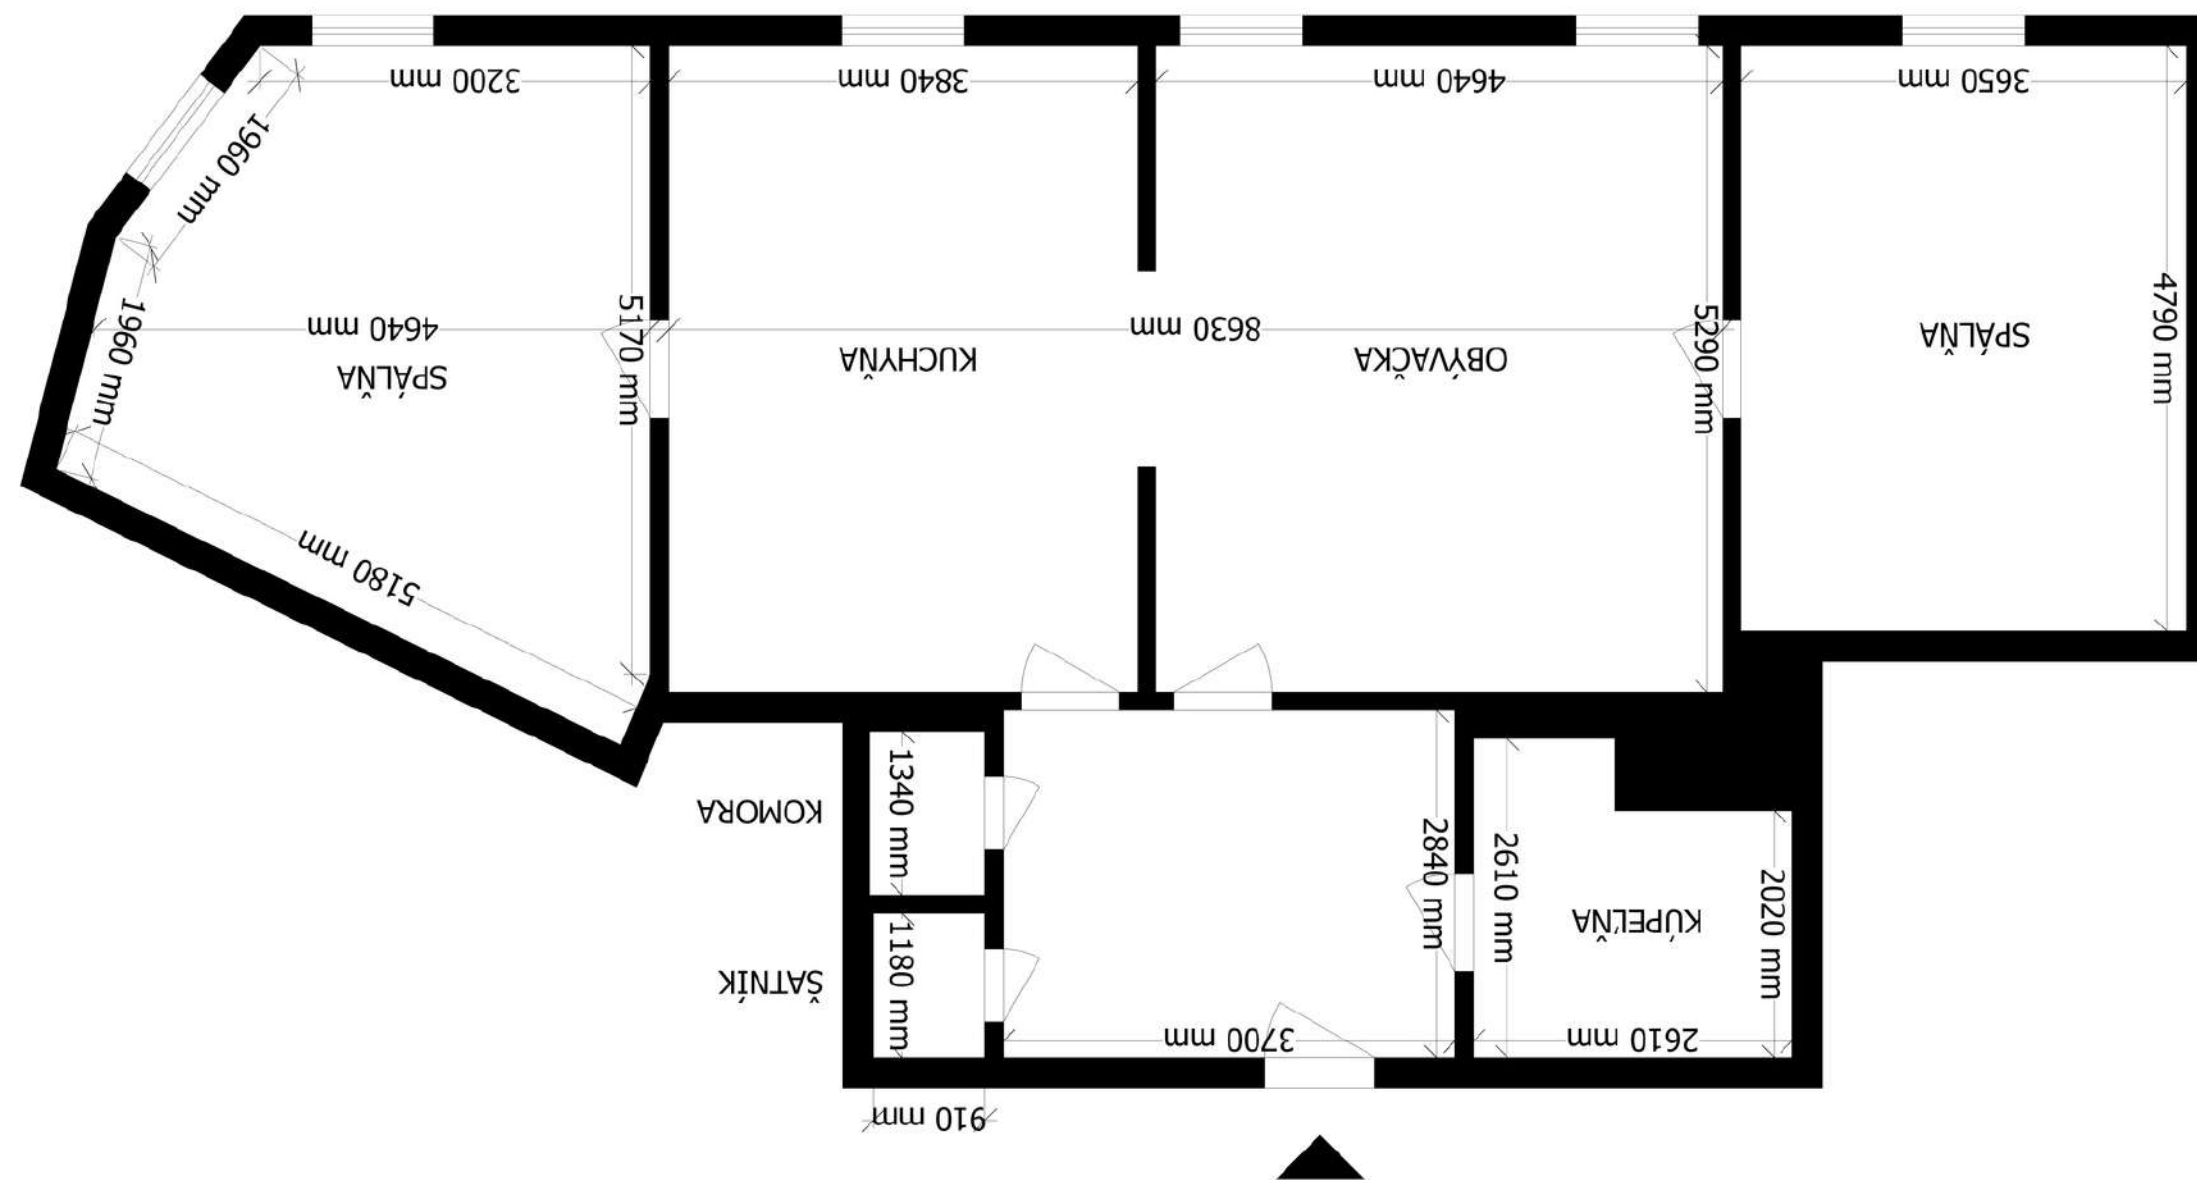 3200 mm
3840 mm
4640 mm
3650 mm
1960 mm
1960 mm
4640 mm
SPÁLŇA
5170 mm
8630 mm
KUCHYŇA
OBÝVAČKA
5290 mm
SPÁLŇA
4790 mm
5180 mm
KOMORA
1340 mm
2840 mm
2610 mm
KÚPEĽŇA
2020 mm
ŠATNÍK
1180 mm
3700 mm
2610 mm
910 mm